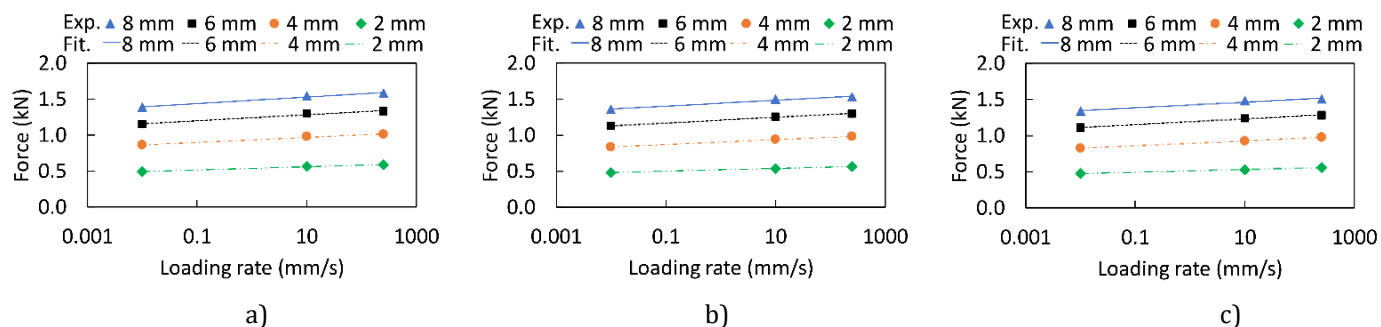 Exp. 8 mm 6 mm 4 mm 2 mm
Fit. 8 mm 6 mm 4 mm 2 mm
2.0
1.5
1.0
0.5
0.0
Force (kN)
0.001 0.1 10 1000
Loading rate (mm/s)
a)
Exp. 8 mm 6 mm 4 mm 2 mm
Fit. 8 mm 6 mm 4 mm 2 mm
2.0
1.5
1.0
0.5
0.0
Force (kN)
0.001 0.1 10 1000
Loading rate (mm/s)
b)
Exp. 8 mm 6 mm 4 mm 2 mm
Fit. 8 mm 6 mm 4 mm 2 mm
2.0
1.5
1.0
0.5
0.0
Force (kN)
0.001 0.1 10 1000
Loading rate (mm/s)
c)